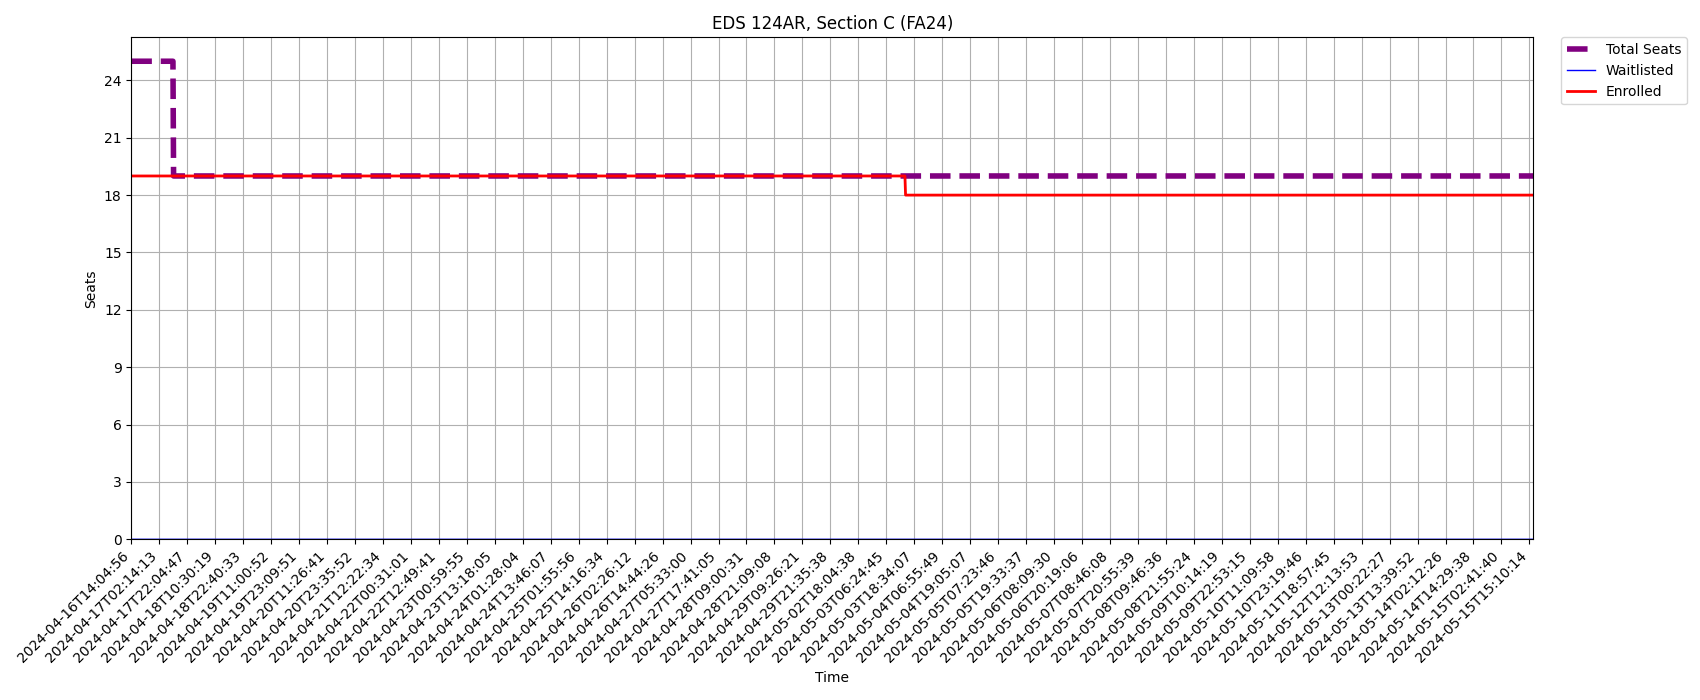 EDS 124AR, Section C (FA24)
Total Seats
Waitlisted
Enrolled
24
21
18
15
12
9
6
3
0
Seats
2024-04-16T14:04:56
2024-04-17T02:14:13
2024-04-17T22:04:47
2024-04-18T10:30:19
2024-04-18T22:40:33
2024-04-19T11:00:52
2024-04-19T23:09:51
2024-04-20T11:26:41
2024-04-20T23:35:52
2024-04-21T12:22:34
2024-04-22T00:31:01
2024-04-22T12:49:41
2024-04-23T00:59:55
2024-04-23T13:18:05
2024-04-24T01:28:04
2024-04-24T13:46:07
2024-04-25T01:55:56
2024-04-25T14:16:34
2024-04-26T02:26:12
2024-04-26T14:44:26
2024-04-27T05:33:00
2024-04-27T17:41:05
2024-04-28T09:00:31
2024-04-28T21:09:08
2024-04-29T09:26:21
2024-04-29T21:35:38
2024-05-02T18:04:38
2024-05-03T06:24:45
2024-05-03T18:34:07
2024-05-04T06:55:49
2024-05-04T19:05:07
2024-05-05T07:23:46
2024-05-05T19:33:37
2024-05-06T08:09:30
2024-05-06T20:19:06
2024-05-07T08:46:08
2024-05-07T20:55:39
2024-05-08T09:46:36
2024-05-08T21:55:24
2024-05-09T10:14:19
2024-05-09T22:53:15
2024-05-10T11:09:58
2024-05-10T23:19:46
2024-05-11T18:57:45
2024-05-12T12:13:53
2024-05-13T00:22:27
2024-05-13T13:39:52
2024-05-14T02:12:26
2024-05-14T14:29:38
2024-05-15T02:41:40
2024-05-15T15:10:14
Time